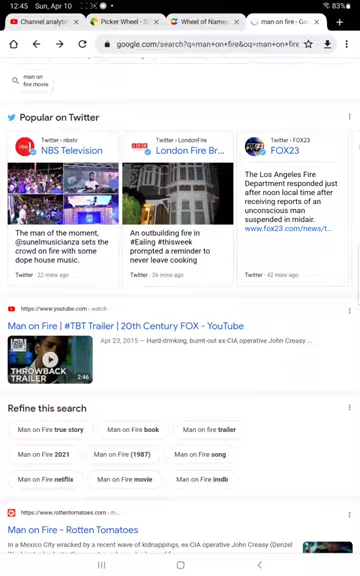 12:45 Sun, Apr 10 83%
Channel analytic Picker Wheel - S Wheel of Names man on fire - Goo
google.com/search?q=man+on+fire&oq=man+on+fire
man on
fire movie
Popular on Twitter
Twitter › nbstv
NBS Television
Twitter › LondonFire
London Fire Br...
Twitter › FOX23
FOX23
The man of the moment,
@sunelmusicianza sets the
crowd on fire with some
dope house music.
Twitter · 22 mins ago
An outbuilding fire in
#Ealing #thisweek
prompted a reminder to
never leave cooking
Twitter · 36 mins ago
The Los Angeles Fire
Department responded just
after noon local time after
receiving reports of an
unconscious man
suspended in midair.
www.fox23.com/news/t...
Twitter · 42 mins ago
https://www.youtube.com › watch
Man on Fire | #TBT Trailer | 20th Century FOX - YouTube
THROWBACK
TRAILER
2:46
Apr 23, 2015 — Hard-drinking, burnt-out ex-CIA operative John Creasy ...
Refine this search
Man on Fire true story
Man on Fire book
Man on fire trailer
Man on Fire 2021
Man on Fire (1987)
Man on Fire song
Man on Fire netflix
Man on Fire movie
Man on Fire imdb
https://www.rottentomatoes.com › m...
Man on Fire - Rotten Tomatoes
In a Mexico City wracked by a recent wave of kidnappings, ex-CIA operative John Creasy (Denzel